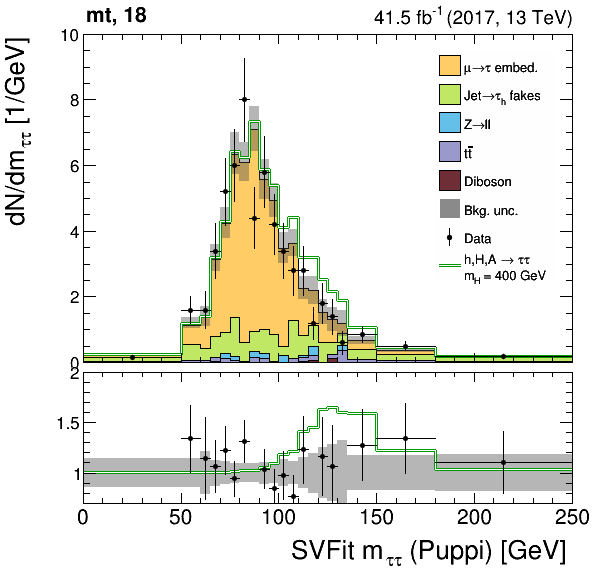 mt, 18
41.5 fb⁻¹ (2017, 13 TeV)
dN/dmττ [1/GeV]
10
8
6
4
2
0
μ→τ embed.
Jet→τh fakes
Z→ll
tt̄
Diboson
Bkg. unc.
Data
h,H,A → ττ
mH = 400 GeV
2
1.5
1
0 50 100 150 200 250
SVFit mττ (Puppi) [GeV]